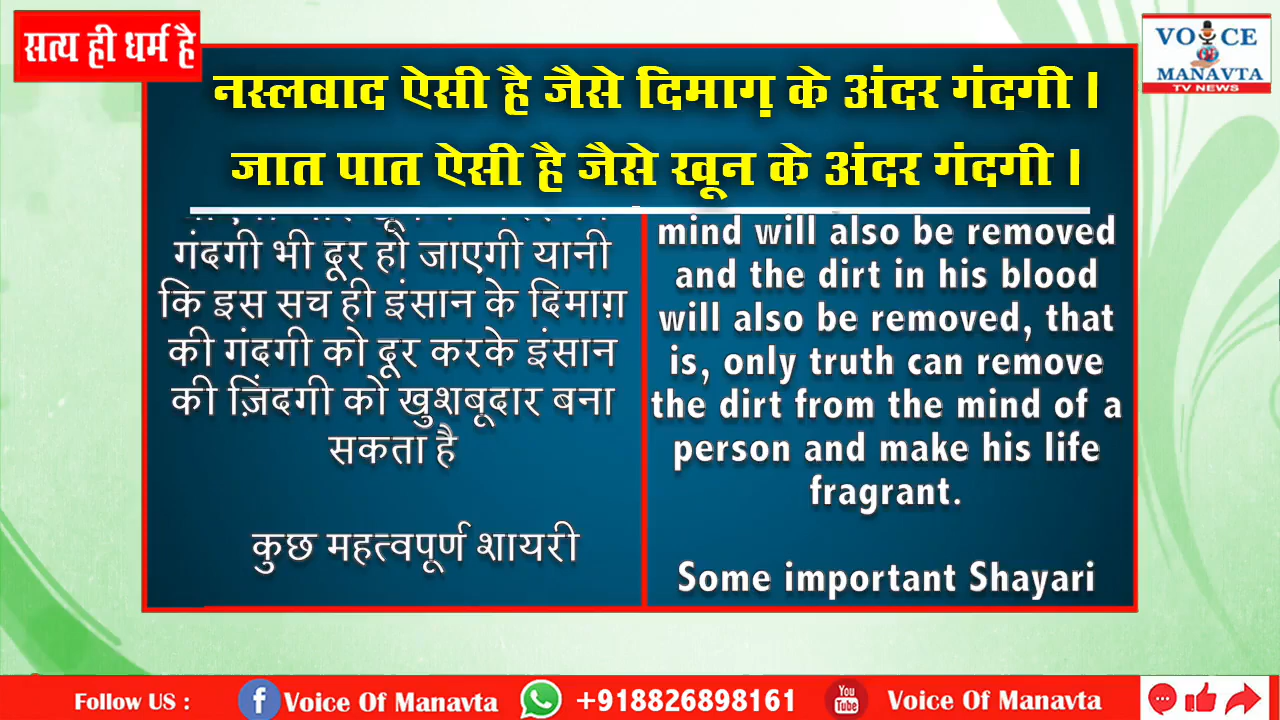 सत्य ही धर्म है
VOICE
MANAVTA
TV NEWS
नस्लवाद ऐसी है जैसे दिमाग़ के अंदर गंदगी ।
जात पात ऐसी है जैसे खून के अंदर गंदगी ।
गंदगी भी दूर हो जाएगी यानी
कि इस सच ही इंसान के दिमाग़
की गंदगी को दूर करके इंसान
की ज़िंदगी को खुशबूदार बना
सकता है
कुछ महत्वपूर्ण शायरी
mind will also be removed
and the dirt in his blood
will also be removed, that
is, only truth can remove
the dirt from the mind of a
person and make his life
fragrant.
Some important Shayari
Follow US :
f Voice Of Manavta
+918826898161
You Tube
Voice Of Manavta